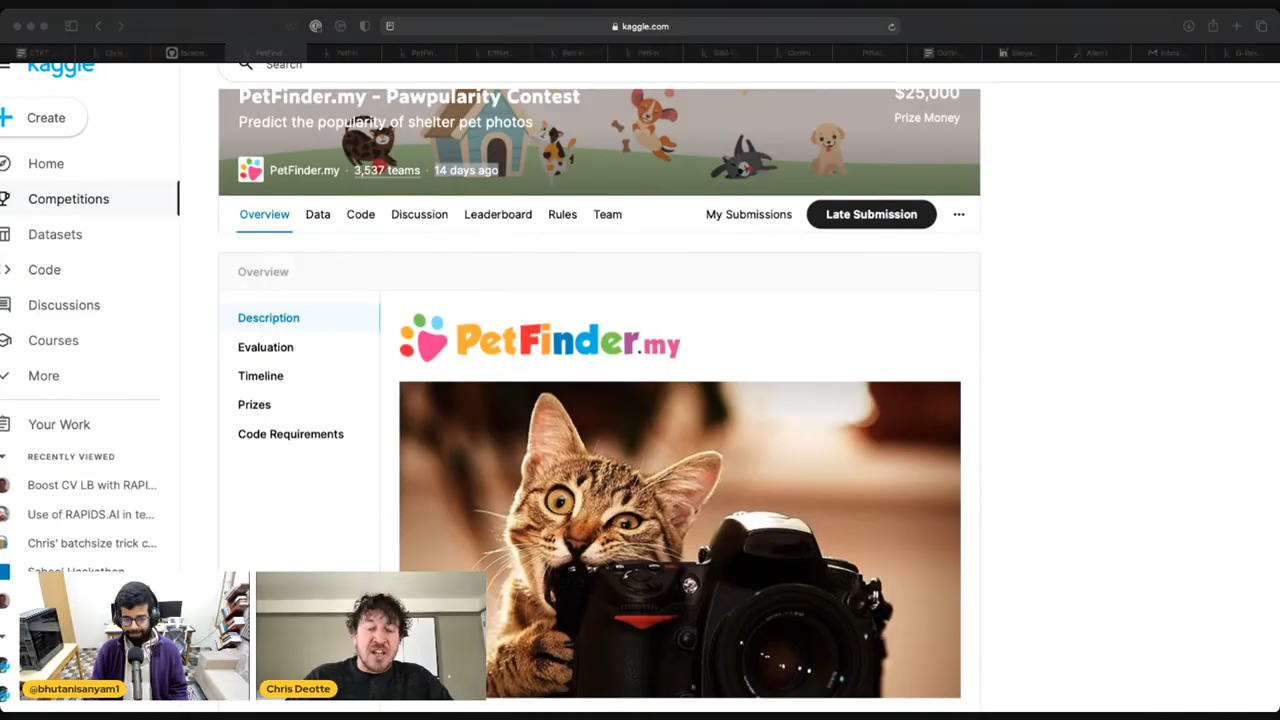 kaggle.com
kaggle
Search
Create
Home
Competitions
Datasets
Code
Discussions
Courses
More
Your Work
RECENTLY VIEWED
Boost CV LB with RAPI...
Use of RAPIDS.AI in te...
Chris' batchsize trick c...
School Hackathon
PetFinder.my - Pawpularity Contest
Predict the popularity of shelter pet photos
$25,000
Prize Money
PetFinder.my · 3,537 teams · 14 days ago
Overview Data Code Discussion Leaderboard Rules Team My Submissions Late Submission
Overview
Description
Evaluation
Timeline
Prizes
Code Requirements
PetFinder.my
@bhutanisanyam1
Chris Deotte